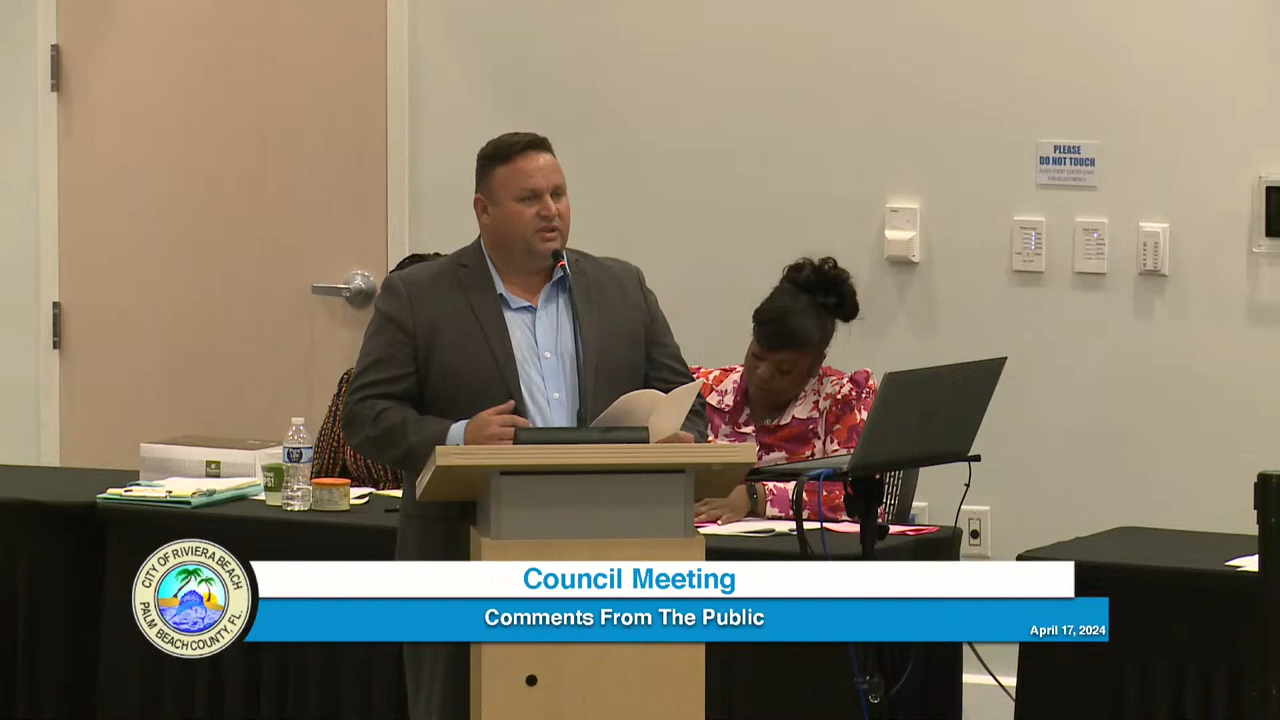 PLEASE
DO NOT TOUCH
CITY OF RIVIERA BEACH
PALM BEACH COUNTY, FL.
Council Meeting
Comments From The Public
April 17, 2024